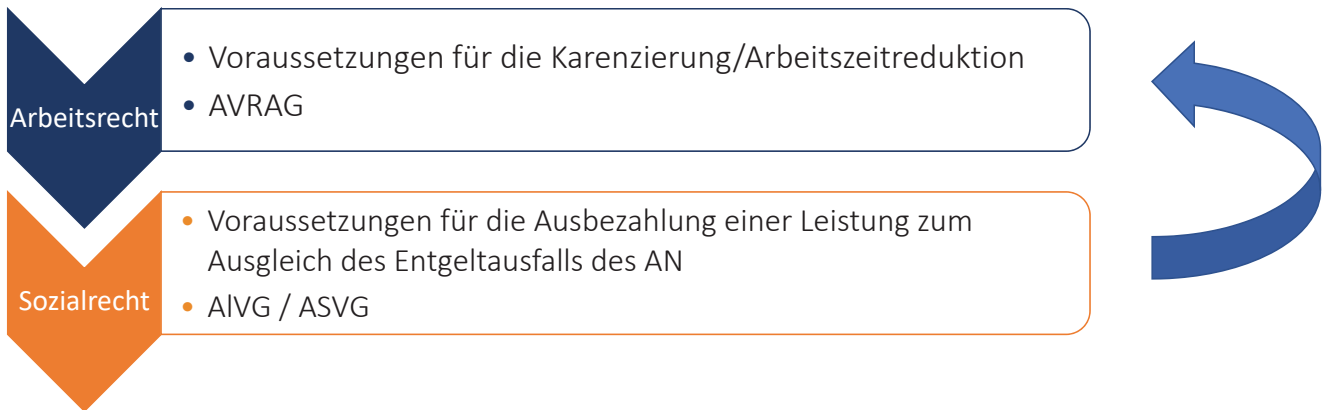 Arbeitsrecht
• Voraussetzungen für die Karenzierung/Arbeitszeitreduktion
• AVRAG
Sozialrecht
• Voraussetzungen für die Ausbezahlung einer Leistung zum
Ausgleich des Entgeltausfalls des AN
• AlVG / ASVG